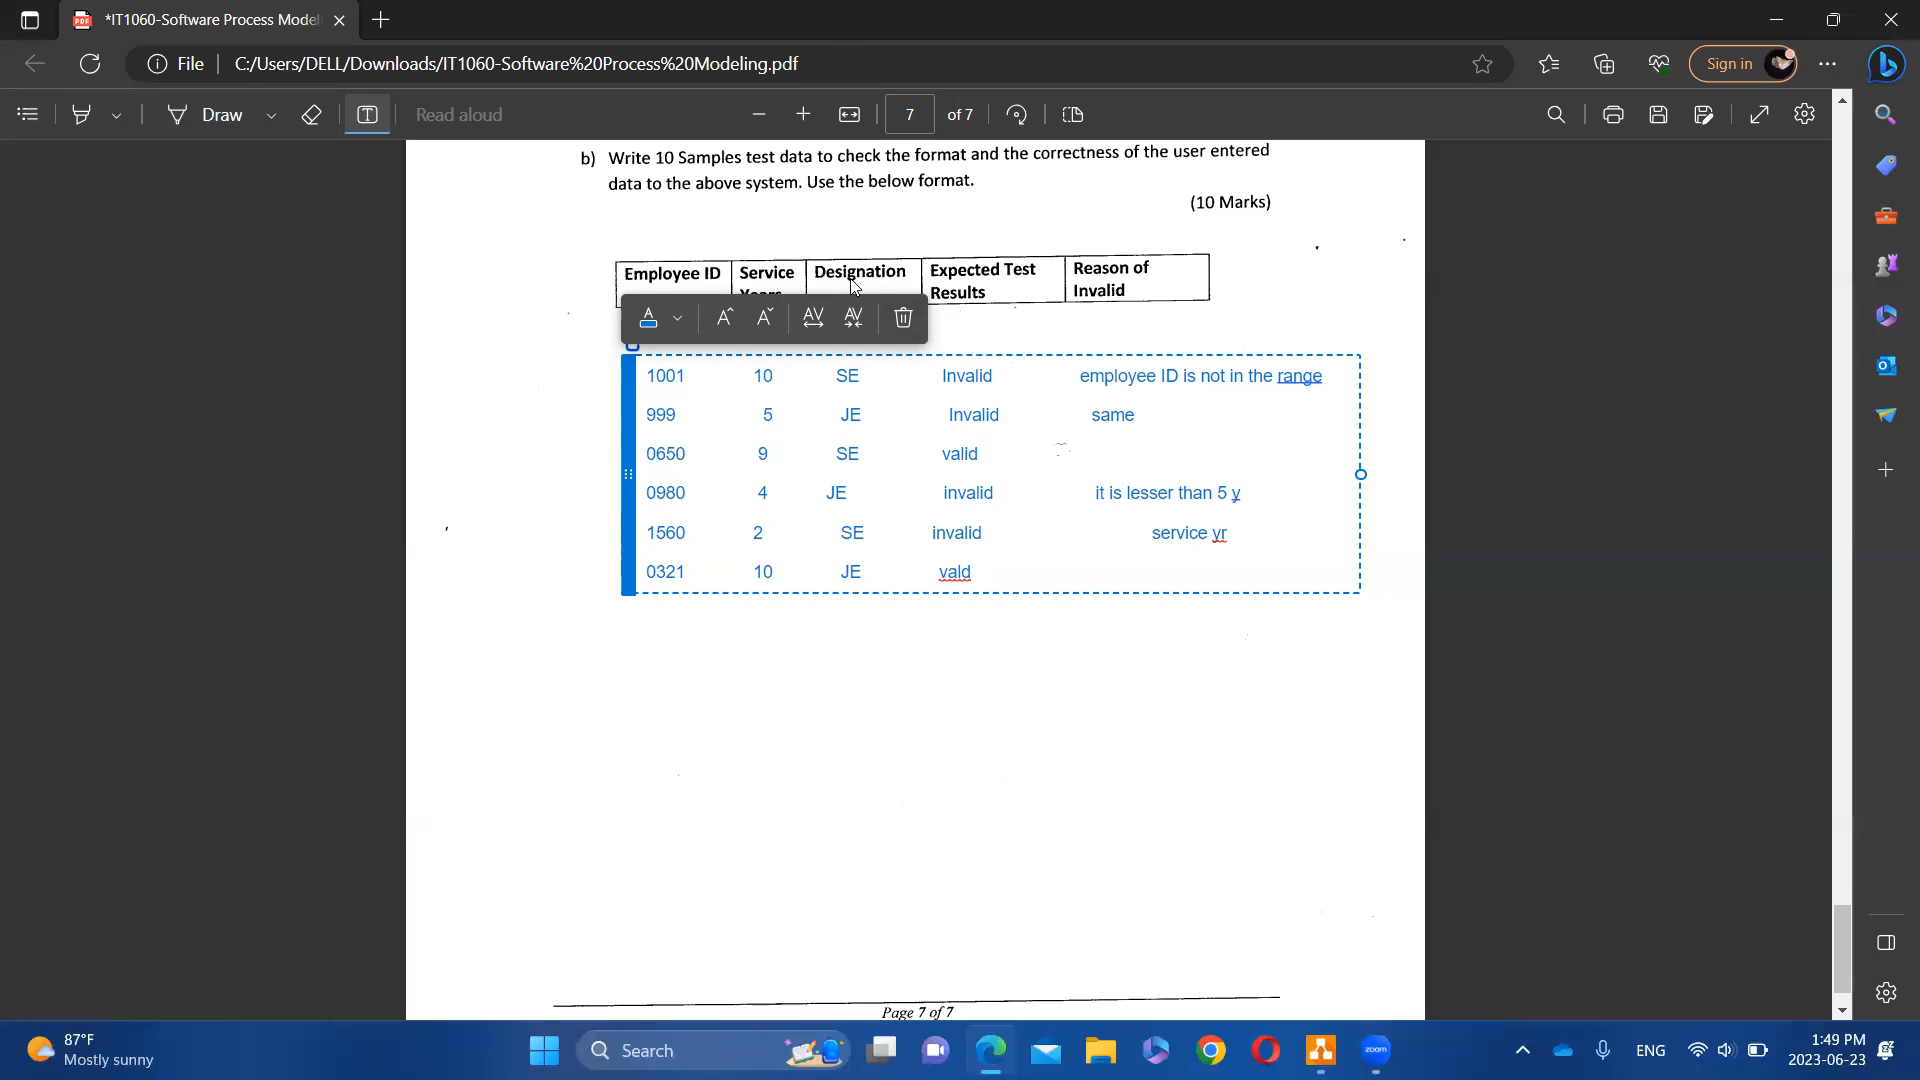 *IT1060-Software Process Model
File
C:/Users/DELL/Downloads/IT1060-Software%20Process%20Modeling.pdf
Sign in
Draw
Read aloud
7
of 7
b) Write 10 Samples test data to check the format and the correctness of the user entered
data to the above system. Use the below format.
(10 Marks)
Employee ID Service Designation Expected Test Reason of
Years Results Invalid
1001 10 SE Invalid employee ID is not in the range
999 5 JE Invalid same
0650 9 SE valid
0980 4 JE invalid it is lesser than 5 y
1560 2 SE invalid service yr
0321 10 JE vald
Page 7 of 7
87°F
Mostly sunny
Search
zoom
ENG
1:49 PM
2023-06-23